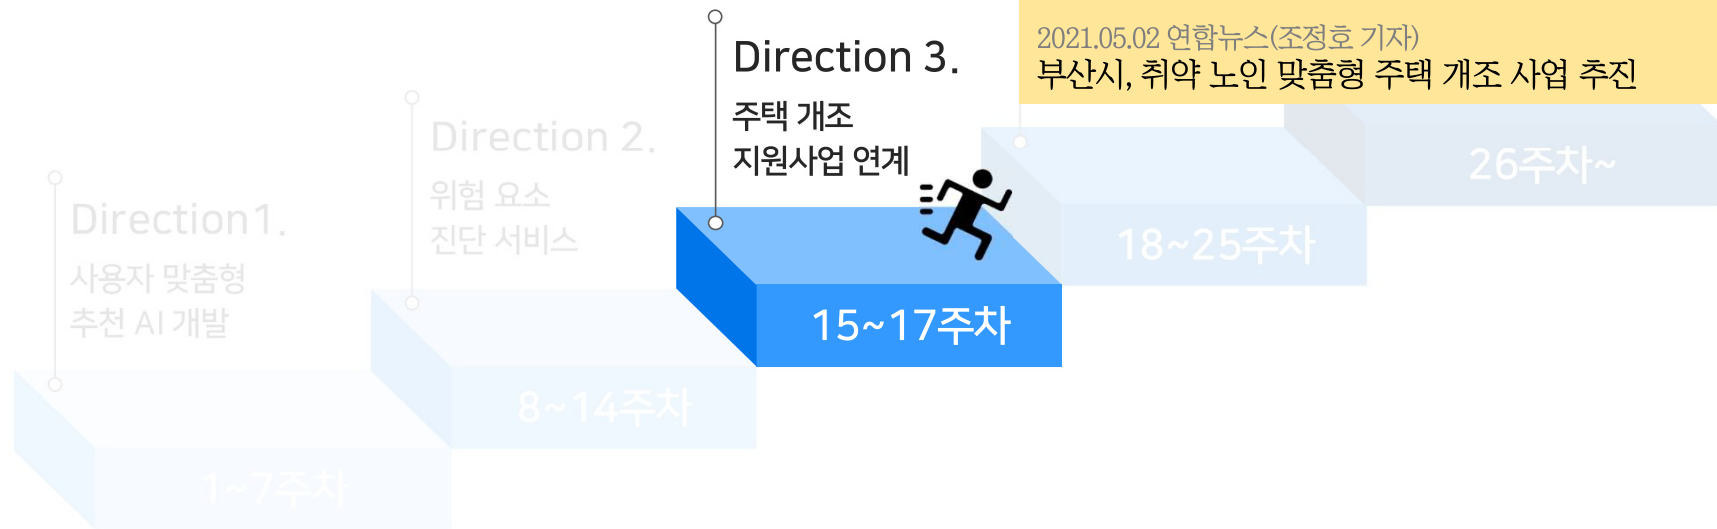 Direction1.
사용자 맞춤형
추천 AI 개발
1~7주차
Direction 2.
위험 요소
진단 서비스
8~14주차
Direction 3.
주택 개조
지원사업 연계
15~17주차
2021.05.02 연합뉴스(조정호 기자)
부산시, 취약 노인 맞춤형 주택 개조 사업 추진
18~25주차
26주차~